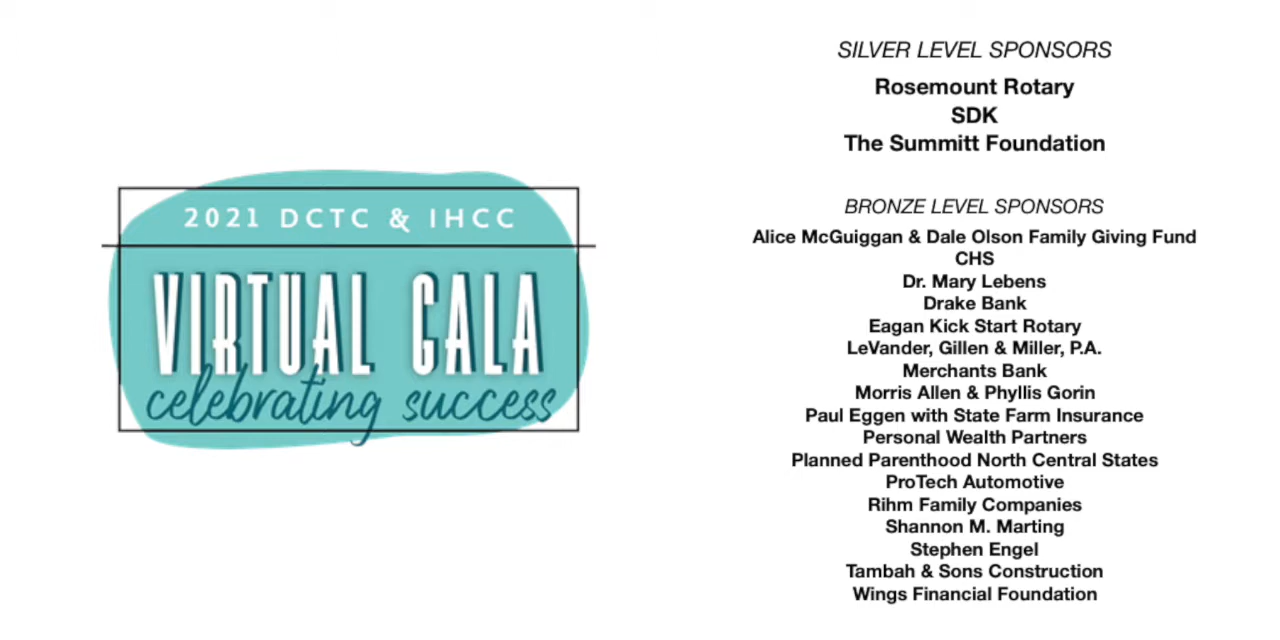 2021 DCTC & IHCC
VIRTUAL GALA
celebrating success
SILVER LEVEL SPONSORS
Rosemount Rotary
SDK
The Summitt Foundation
BRONZE LEVEL SPONSORS
Alice McGuiggan & Dale Olson Family Giving Fund
CHS
Dr. Mary Lebens
Drake Bank
Eagan Kick Start Rotary
LeVander, Gillen & Miller, P.A.
Merchants Bank
Morris Allen & Phyllis Gorin
Paul Eggen with State Farm Insurance
Personal Wealth Partners
Planned Parenthood North Central States
ProTech Automotive
Rihm Family Companies
Shannon M. Marting
Stephen Engel
Tambah & Sons Construction
Wings Financial Foundation